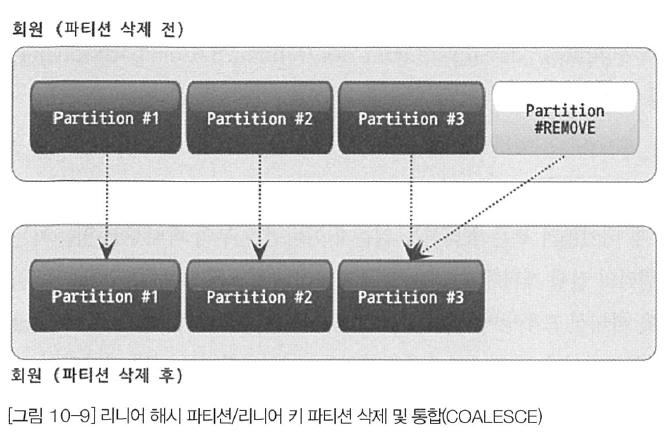 회원 (파티션 삭제 전)
Partition #1
Partition #2
Partition #3
Partition
#REMOVE
Partition #1
Partition #2
Partition #3
회원 (파티션 삭제 후)
[그림 10-9] 리니어 해시 파티션/리니어 키 파티션 삭제 및 통합(COALESCE)